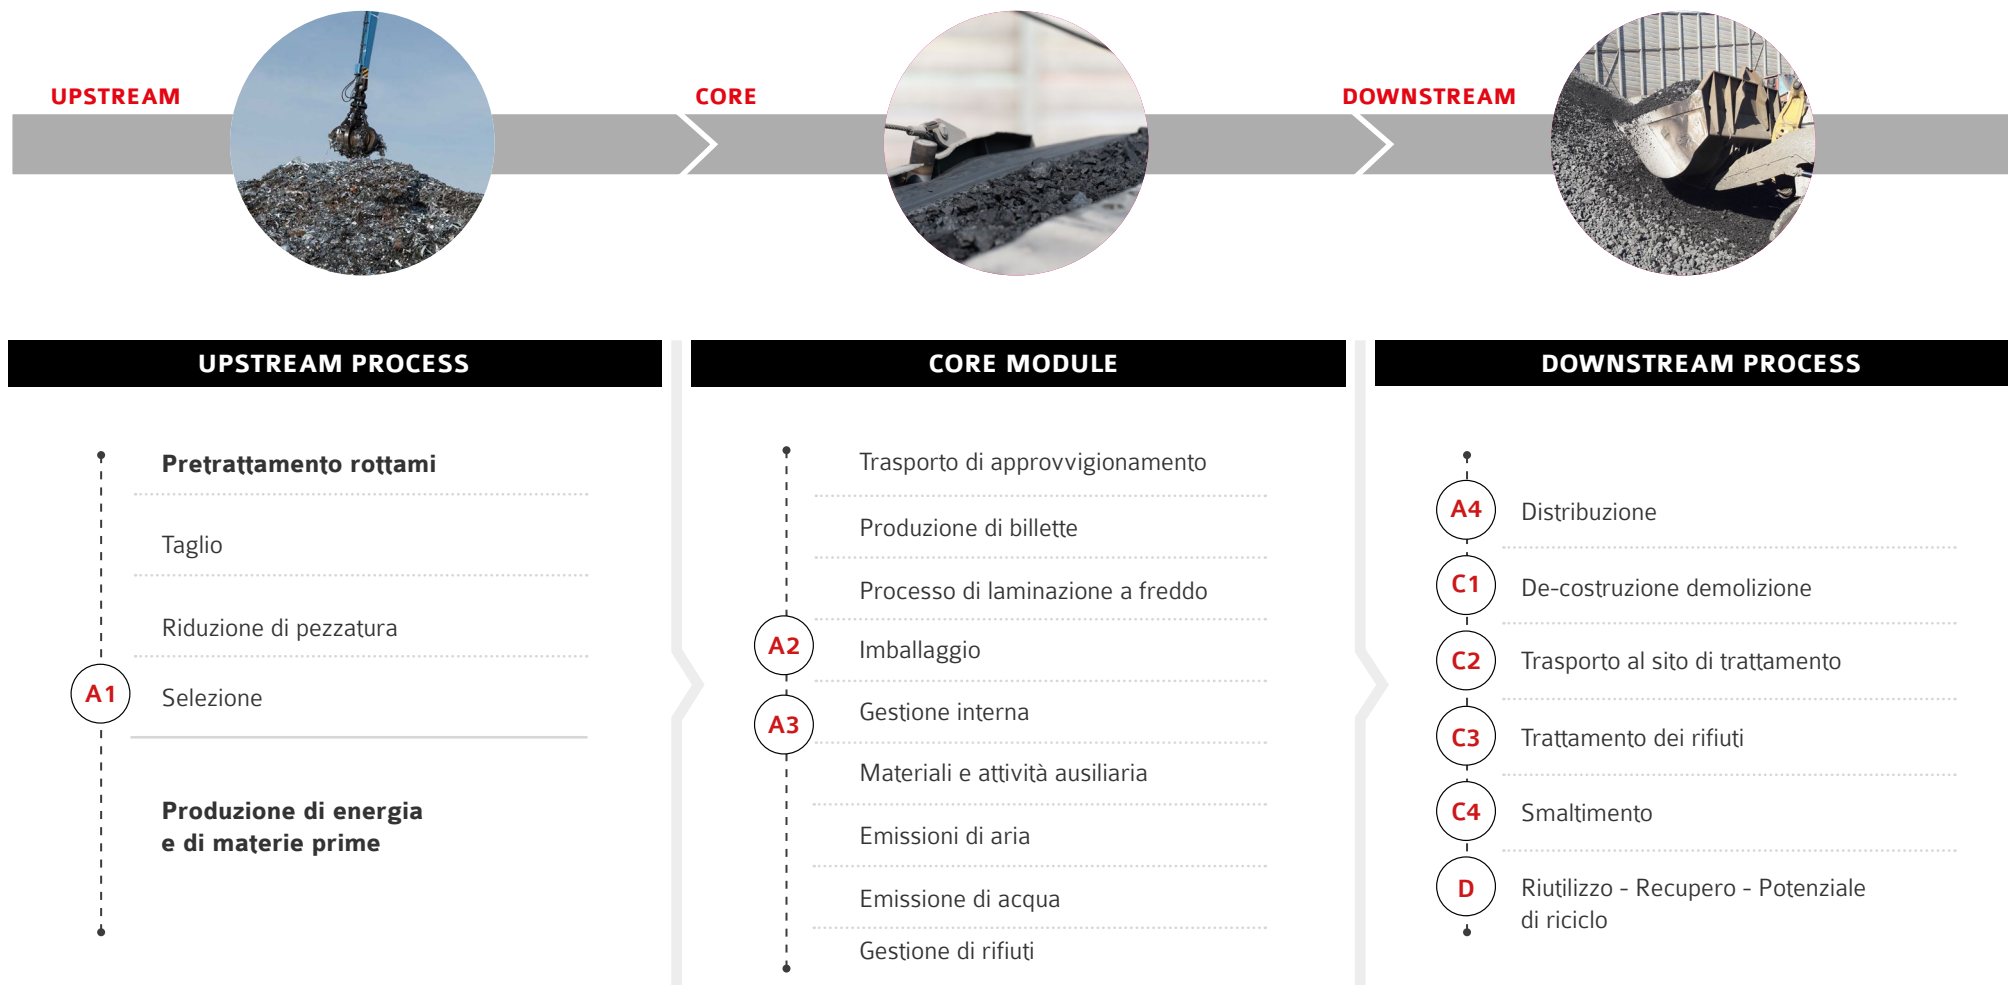 UPSTREAM
CORE
DOWNSTREAM
UPSTREAM PROCESS
Pretrattamento rottami
Taglio
Riduzione di pezzatura
A1
Selezione
Produzione di energia
e di materie prime
CORE MODULE
Trasporto di approvvigionamento
Produzione di billette
Processo di laminazione a freddo
A2
Imballaggio
A3
Gestione interna
Materiali e attività ausiliaria
Emissioni di aria
Emissione di acqua
Gestione di rifiuti
DOWNSTREAM PROCESS
A4
Distribuzione
C1
De-costruzione demolizione
C2
Trasporto al sito di trattamento
C3
Trattamento dei rifiuti
C4
Smaltimento
D
Riutilizzo - Recupero - Potenziale
di riciclo